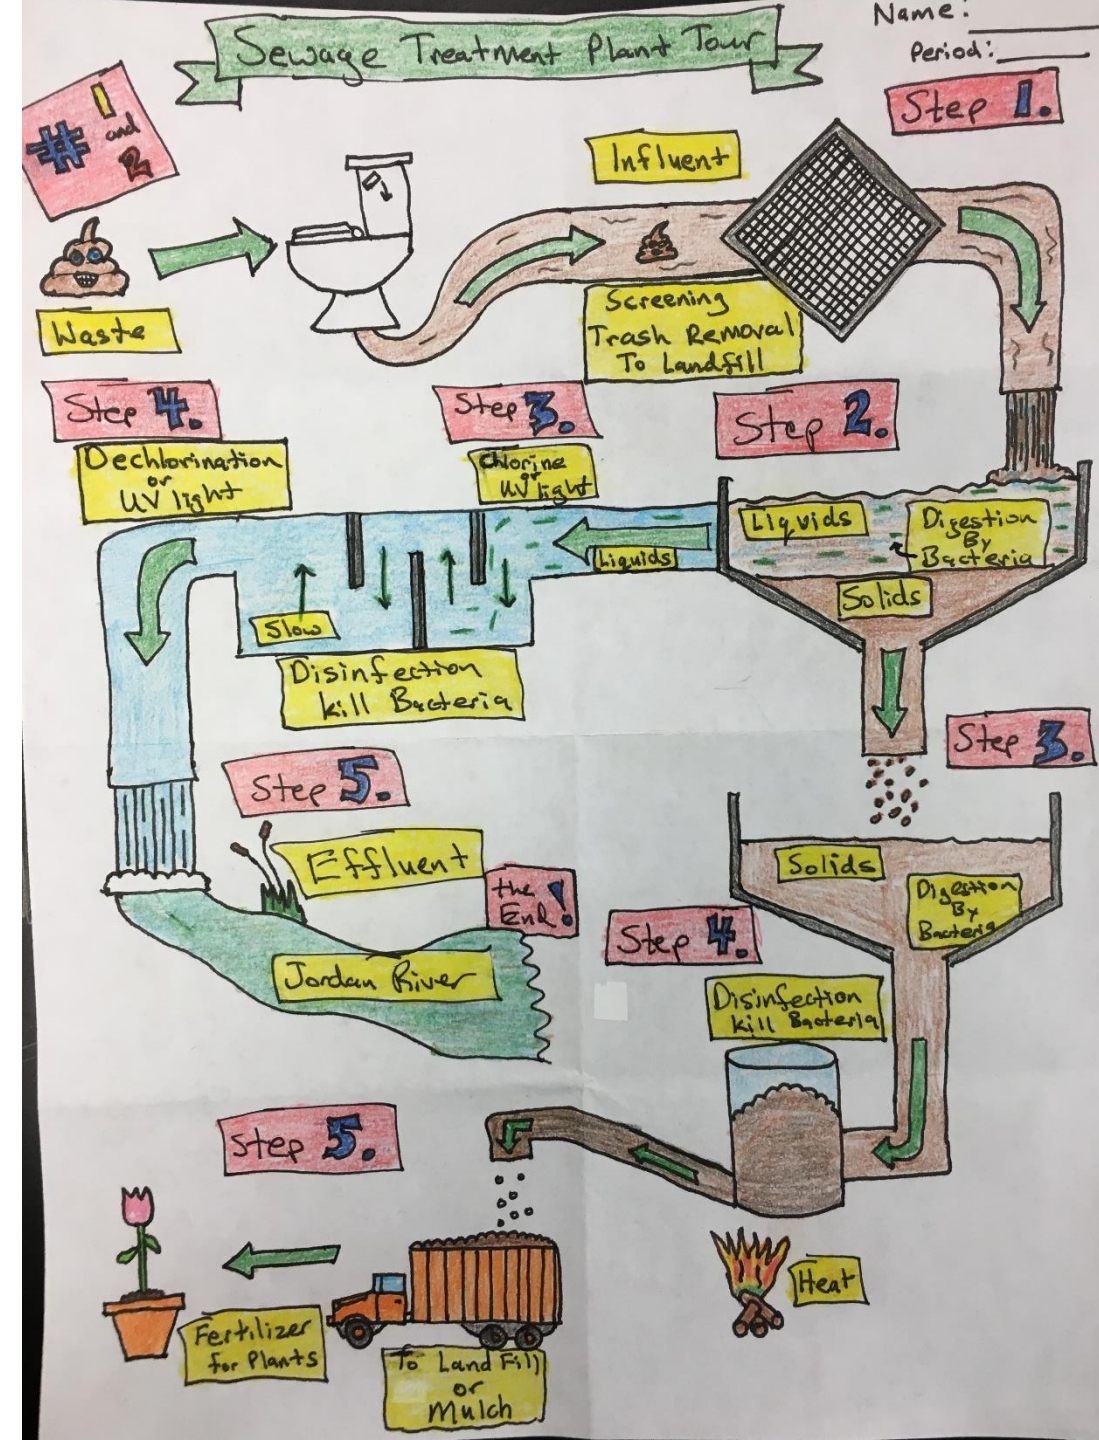 Sewage Treatment Plant Tour
Name:
Period:
# 1
and
2
Step 1.
Influent
Waste
Screening
Trash Removal
To Landfill
Step 4.
Step 3.
Step 2.
Dechlorination
or
UV light
Chlorine
or
UV light
Liquids
Liquids
Digestion
By
Bacteria
Solids
Slow
Disinfection
kill Bacteria
Step 3.
Step 5.
Effluent
the
End!
Jordan River
Solids
Digestion
By
Bacteria
Step 4.
Disinfection
kill Bacteria
Step 5.
Heat
Fertilizer
for Plants
To Land Fill
or
Mulch